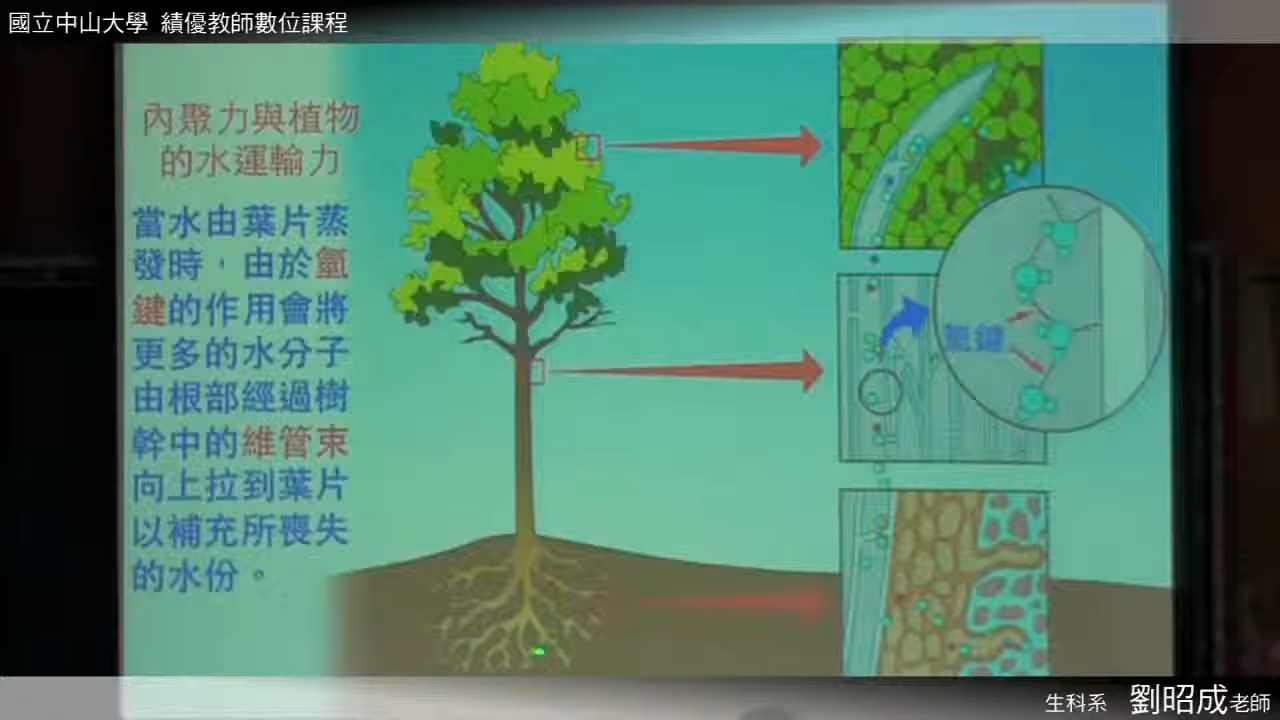 國立中山大學 績優教師數位課程
內聚力與植物
的水運輸力
當水由葉片蒸
發時，由於氫
鍵的作用會將
更多的水分子
由根部經過樹
幹中的維管束
向上拉到葉片
以補充所喪失
的水份。
氫鍵
生科系 劉昭成老師